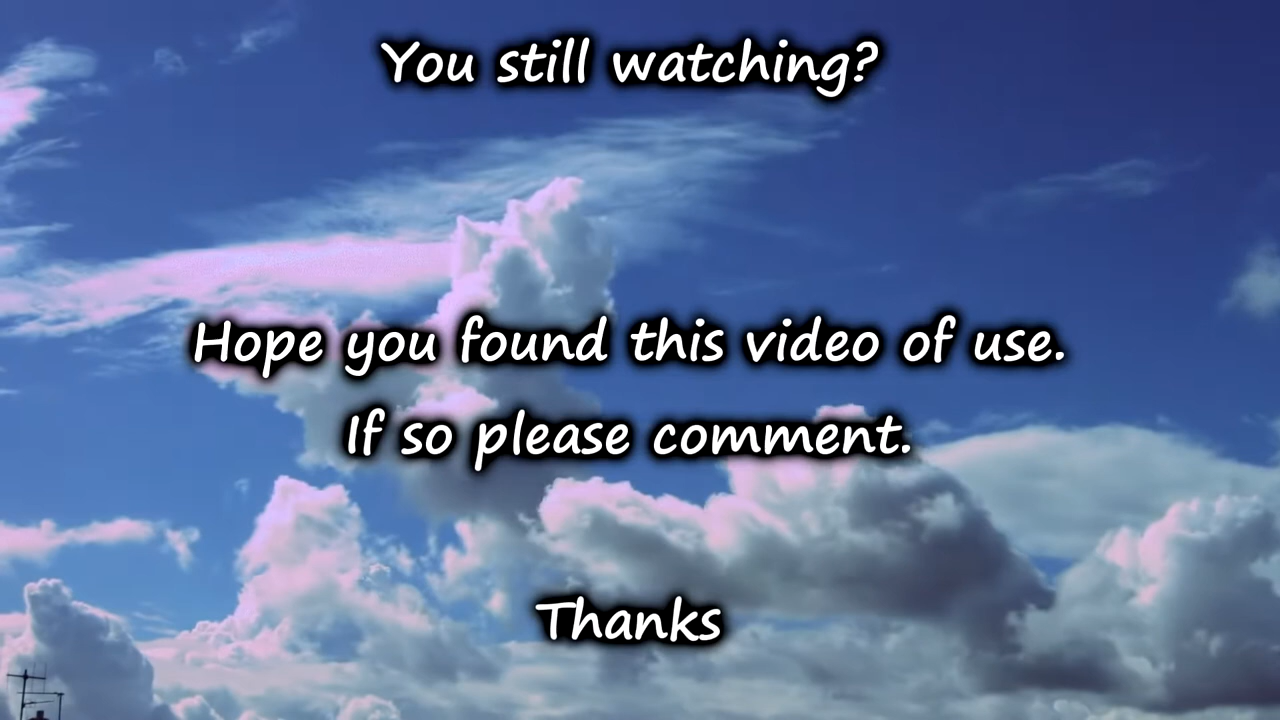 You still watching?
Hope you found this video of use.
If so please comment.
Thanks